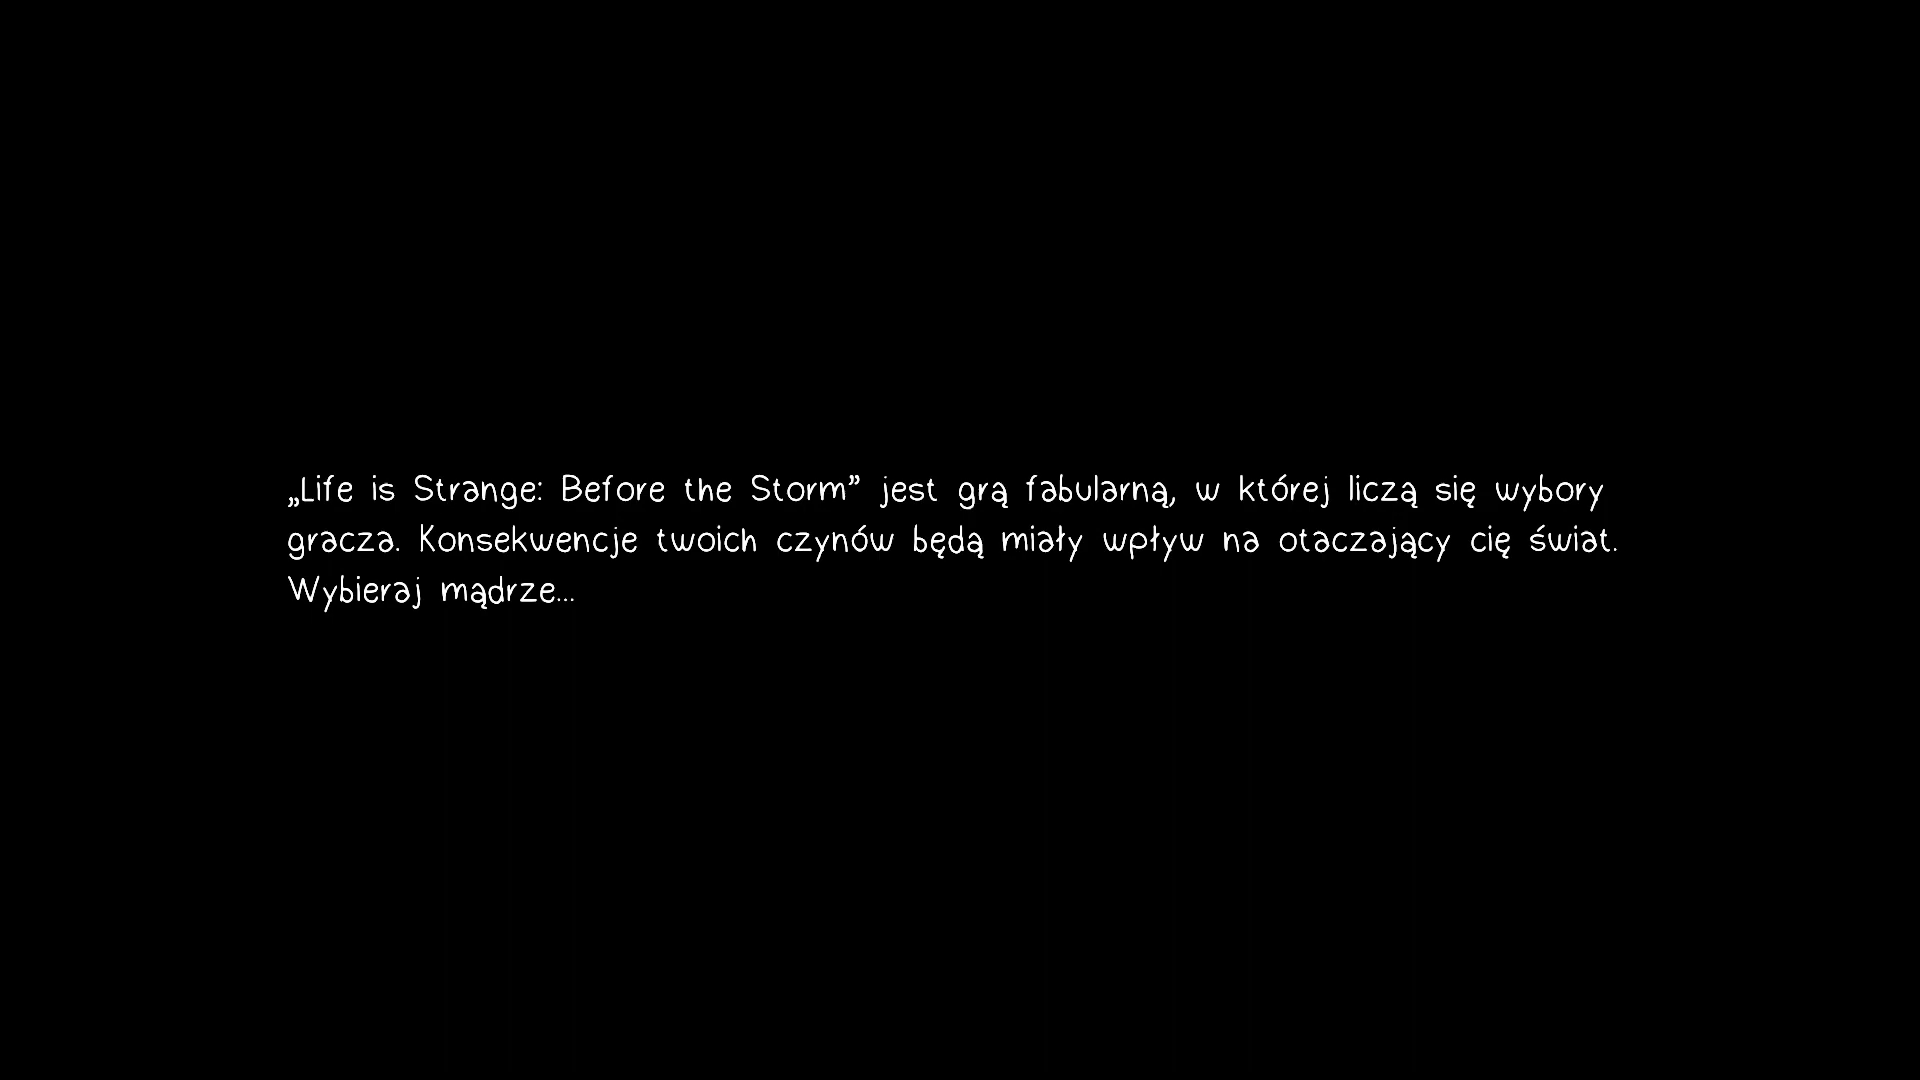 „Life is Strange: Before the Storm” jest grą fabularną, w której liczą się wybory
gracza. Konsekwencje twoich czynów będą miały wpływ na otaczający cię świat.
Wybieraj mądrze...